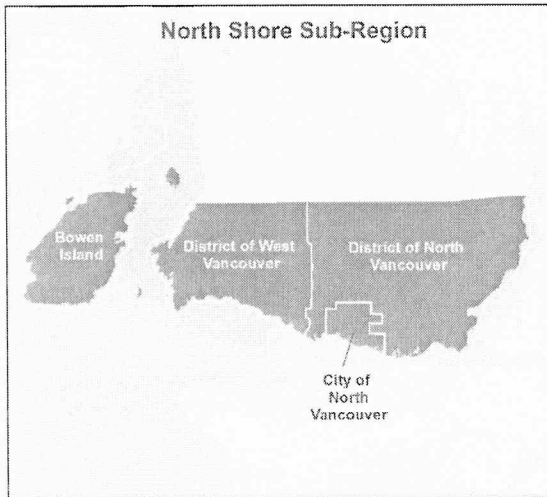 North Shore Sub-Region
Bowen
Island
District of West
Vancouver
District of North
Vancouver
City of
North
Vancouver